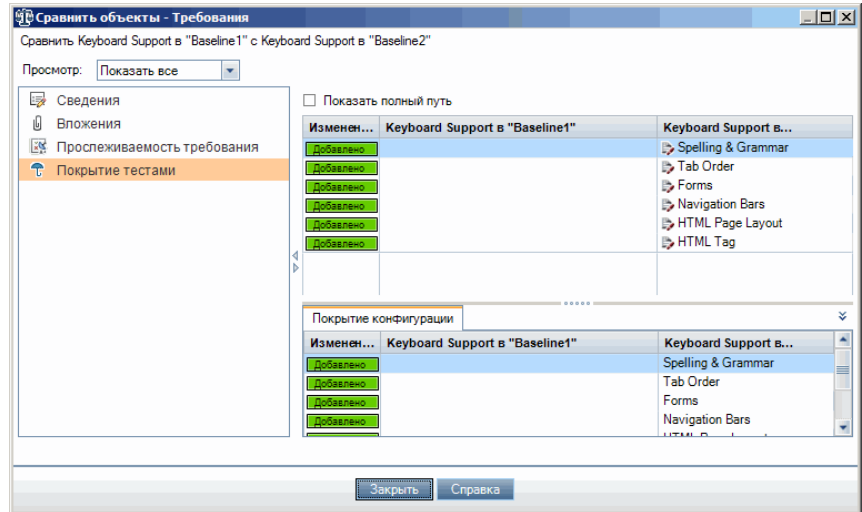 Сравнить объекты - Требования
Сравнить Keyboard Support в "Baseline1" с Keyboard Support в "Baseline2"
Просмотр: Показать все
Сведения
Вложения
Прослеживаемость требования
Покрытие тестами
Показать полный путь
Изменен... Keyboard Support в "Baseline1" Keyboard Support в...
Добавлено Spelling & Grammar
Добавлено Tab Order
Добавлено Forms
Добавлено Navigation Bars
Добавлено HTML Page Layout
Добавлено HTML Tag
Покрытие конфигурации
Изменен... Keyboard Support в "Baseline1" Keyboard Support в...
Добавлено Spelling & Grammar
Добавлено Tab Order
Добавлено Forms
Добавлено Navigation Bars
Закрыть Справка